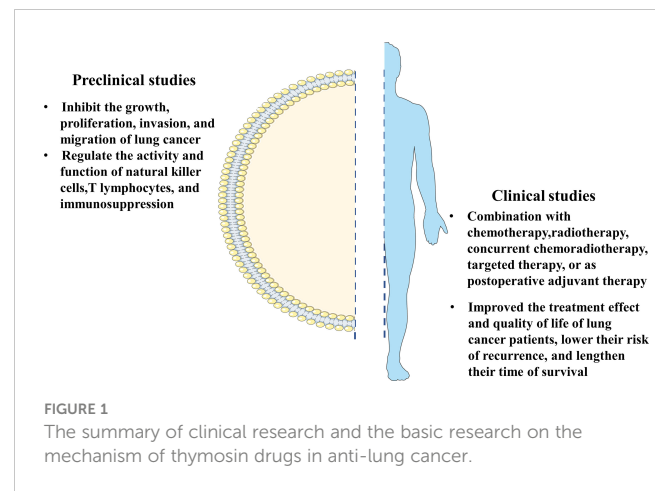 Preclinical studies
• Inhibit the growth,
proliferation, invasion, and
migration of lung cancer
• Regulate the activity and
function of natural killer
cells,T lymphocytes, and
immunosuppression
Clinical studies
• Combination with
chemotherapy,radiotherapy,
concurrent chemoradiotherapy,
targeted therapy, or as
postoperative adjuvant therapy
• Improved the treatment effect
and quality of life of lung
cancer patients, lower their risk
of recurrence, and lengthen
their time of survival
FIGURE 1
The summary of clinical research and the basic research on the
mechanism of thymosin drugs in anti-lung cancer.